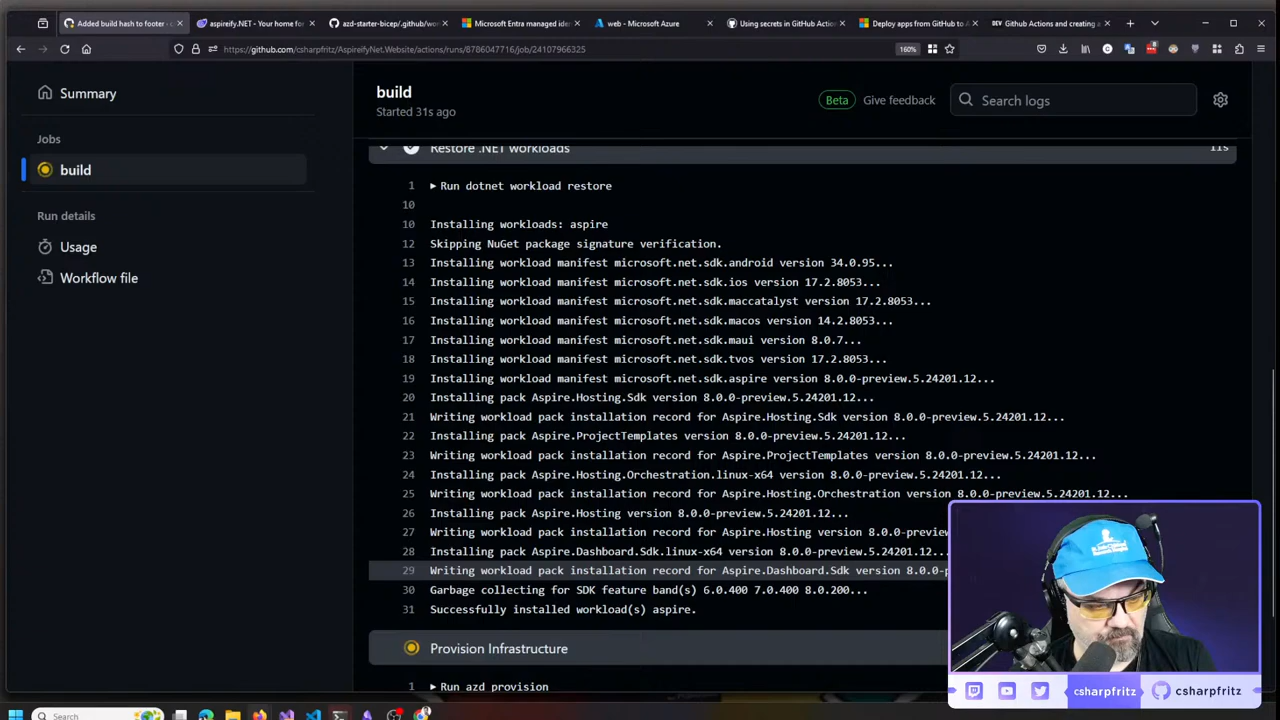 Added build hash to footer
aspireify.NET - Your home for
azd-starter-bicep/.github/wor
Microsoft Entra managed ide
web - Microsoft Azure
Using secrets in GitHub Action
Deploy apps from GitHub to A
DEV Github Actions and creating a
https://github.com/csharpfritz/AspireifyNet.Website/actions/runs/8786047716/job/24107966325
160%
Summary
Jobs
build
Run details
Usage
Workflow file
build
Started 31s ago
Beta
Give feedback
Search logs
Restore .NET workloads
11s
1 Run dotnet workload restore
10
10 Installing workloads: aspire
12 Skipping NuGet package signature verification.
13 Installing workload manifest microsoft.net.sdk.android version 34.0.95...
14 Installing workload manifest microsoft.net.sdk.ios version 17.2.8053...
15 Installing workload manifest microsoft.net.sdk.maccatalyst version 17.2.8053...
16 Installing workload manifest microsoft.net.sdk.macos version 14.2.8053...
17 Installing workload manifest microsoft.net.sdk.maui version 8.0.7...
18 Installing workload manifest microsoft.net.sdk.tvos version 17.2.8053...
19 Installing workload manifest microsoft.net.sdk.aspire version 8.0.0-preview.5.24201.12...
20 Installing pack Aspire.Hosting.Sdk version 8.0.0-preview.5.24201.12...
21 Writing workload pack installation record for Aspire.Hosting.Sdk version 8.0.0-preview.5.24201.12...
22 Installing pack Aspire.ProjectTemplates version 8.0.0-preview.5.24201.12...
23 Writing workload pack installation record for Aspire.ProjectTemplates version 8.0.0-preview.5.24201.12...
24 Installing pack Aspire.Hosting.Orchestration.linux-x64 version 8.0.0-preview.5.24201.12...
25 Writing workload pack installation record for Aspire.Hosting.Orchestration version 8.0.0-preview.5.24201.12...
26 Installing pack Aspire.Hosting version 8.0.0-preview.5.24201.12...
27 Writing workload pack installation record for Aspire.Hosting version 8.0.0-preview
28 Installing pack Aspire.Dashboard.Sdk.linux-x64 version 8.0.0-preview.5.24201.12...
29 Writing workload pack installation record for Aspire.Dashboard.Sdk version 8.0.0-p
30 Garbage collecting for SDK feature band(s) 6.0.400 7.0.400 8.0.200...
31 Successfully installed workload(s) aspire.
Provision Infrastructure
1 Run azd provision
csharpfritz
csharpfritz
Search